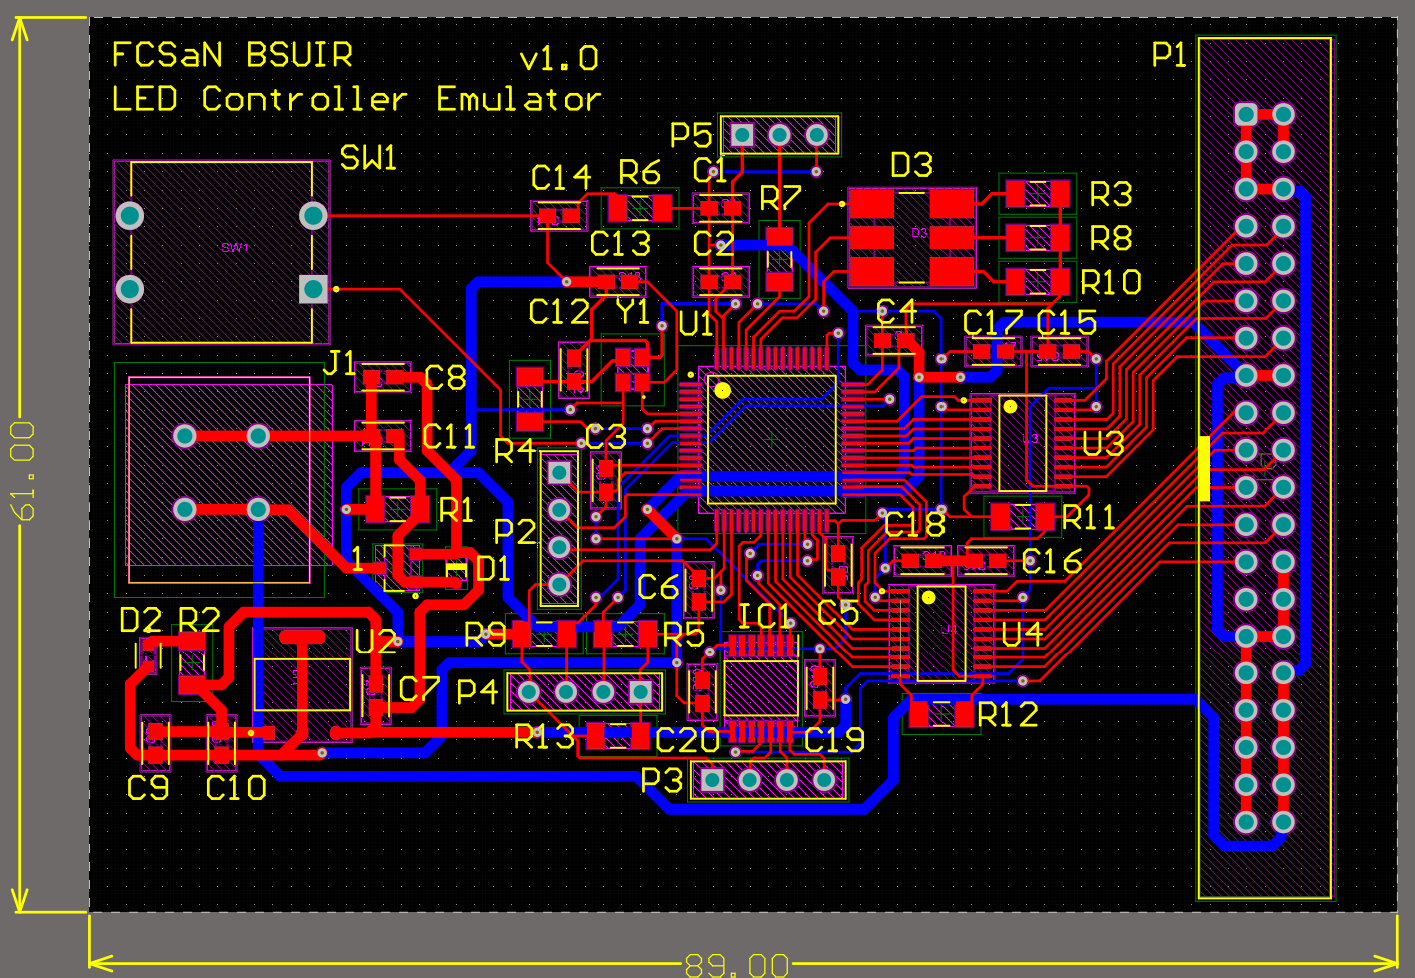 FCSaN BSUIR v1.0
LED Controller Emulator
P1
SW1
P5
C14 R6 C1 R7 D3 R3
SW1
D3
C13 C2 R8
R10
C12 Y1 U1 C4 C17 C15
J1 C8
C11 R4 C3 U3
R1 P2 C18 R11
1 D1 C6 C5 C16
D2 R2 U2 R9 R5 IC1 U4
C7 P4
R13 C20 C19 R12
C9 C10 P3
61.00
89.00